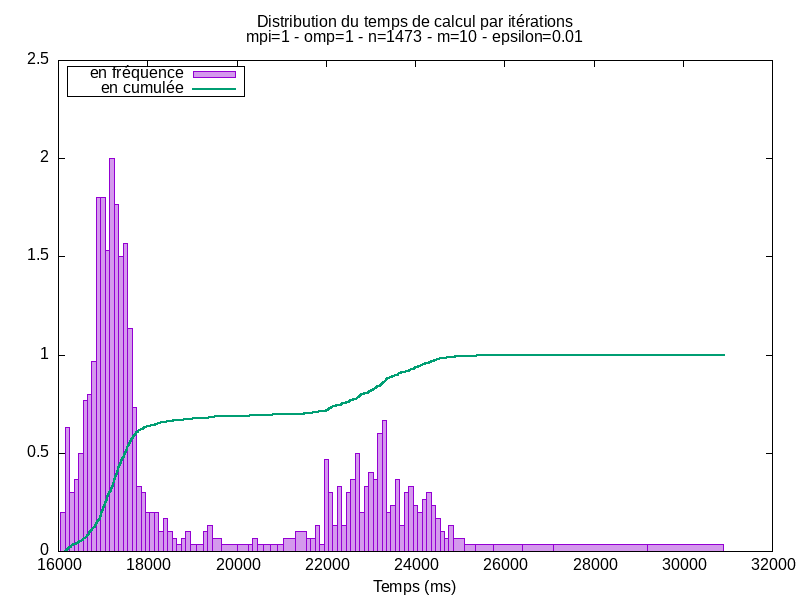 Distribution du temps de calcul par itérations
mpi=1 - omp=1 - n=1473 - m=10 - epsilon=0.01
en fréquence
en cumulée
2.5
2
1.5
1
0.5
0
16000 18000 20000 22000 24000 26000 28000 30000 32000
Temps (ms)